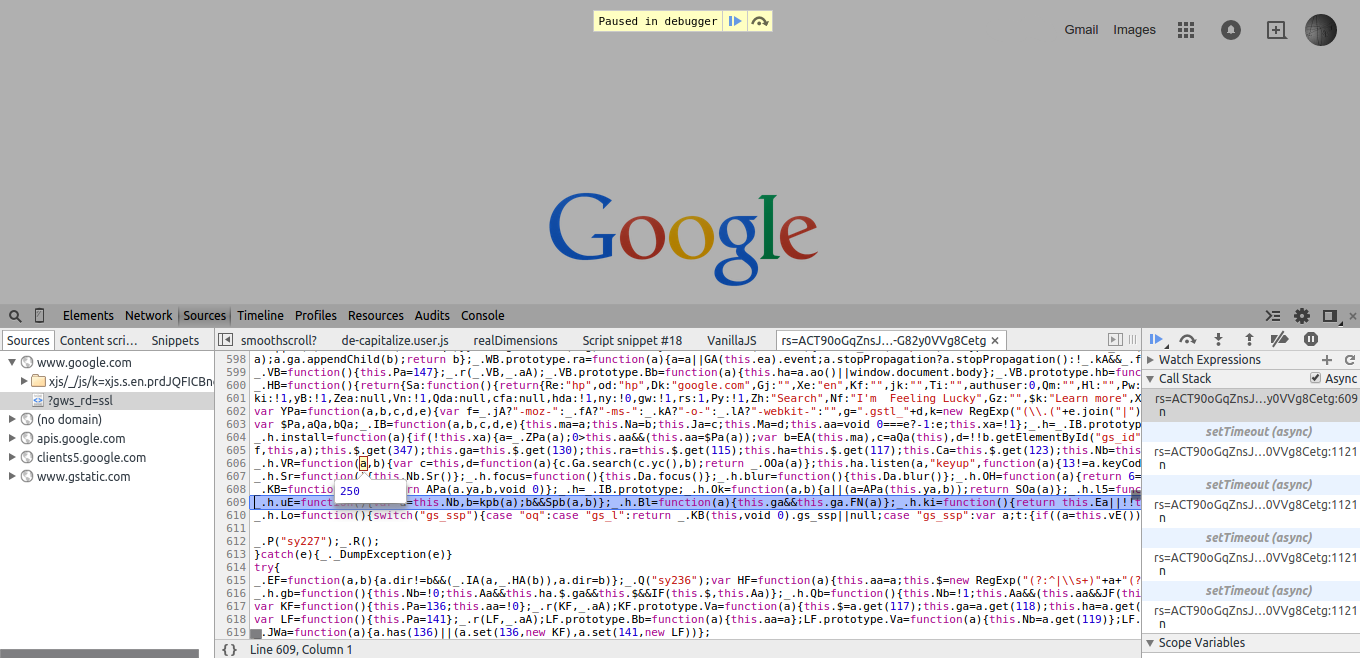 Paused in debugger
Gmail Images
Google
Elements Network Sources Timeline Profiles Resources Audits Console
Sources Content scri... Snippets
www.google.com
xjs/_/js/k=xjs.s.en.prdJQFICBn
?gws_rd=ssl
(no domain)
apis.google.com
clients5.google.com
www.gstatic.com
smoothscroll? de-capitalize.user.js realDimensions Script snippet #18 VanillaJS rs=ACT90oGqZnsJ…-G82y0VVg8Cetg ×
598 a);a.ga.appendChild(b);return b};_.WB.prototype.ra=function(a){a=a||GA(this.ea).event;a.stopPropagation?a.stopPropagation():!_.kA&&_.f
599 _.VB=function(){this.Pa=147};_.r(_.VB,_.aA);_.VB.prototype.Bb=function(a){this.ha=a.ao()||window.document.body};_.VB.prototype.hb=func
600 _.HB=function(){return{Sa:function(){return{Re:"hp",od:"hp",Dk:"google.com",Gj:"",Xe:"en",Kf:"",jk:"",Ti:"",authuser:0,Qm:"",Hl:"",Pw:
601 ki:!1,yB:!1,Zea:null,Vn:!1,Qda:null,cfa:null,hda:!1,ny:!0,gw:!1,rs:1,Py:!1,Zh:"Search",Nf:"I'm  Feeling Lucky",Gz:"",$k:"Learn more",X
602 var YPa=function(a,b,c,d,e){var f=_.jA?"-moz-":_.fA?"-ms-":_.kA?"-o-":_.lA?"-webkit-":"",g=".gstl_"+d,k=new RegExp("(\\.("+e.join("|")
603 var $Pa,aQa,bQa;_.IB=function(a,b,c,d,e){this.ma=a;this.Na=b;this.Ja=c;this.Ma=d;this.aa=void 0===e?-1:e;this.xa=!1};_.h=_.IB.prototyp
604 _.h.install=function(a){if(!this.xa){a=_.ZPa(a);0>this.aa&&(this.aa=$Pa());var b=EA(this.ma),c=aQa(this),d=!!b.getElementById("gs_id"
605 f,this,a);this.$.get(347);this.ga=this.$.get(130);this.ra=this.$.get(115);this.ha=this.$.get(117);this.Ca=this.$.get(123);this.Nb=this
606 _.h.VR=function(a,b){var c=this,d=function(a){c.Ga.search(c.yc(),b);return _.OOa(a)};this.ha.listen(a,"keyup",function(a){13!=a.keyCod
607 _.h.Sr=function(){this.Nb.Sr()};_.h.focus=function(){this.Da.focus()};_.h.blur=function(){this.Da.blur()};_.h.OH=function(a){return 6=
608 _.KB=function( rn APa(a.ya,b,void 0)};_.h=_.IB.prototype;_.h.Ok=function(a,b){a||(a=APa(this.ya,b));return SOa(a)};_.h.l5=func
250
609 _.h.uE=function(){var a=this.Nb,b=kpb(a);b&&Spb(a,b)};_.h.Bl=function(a){this.ga&&this.ga.FN(a)};_.h.ki=function(){return this.Ea||!!t
610 _.h.Lo=function(){switch("gs_ssp"){case "oq":case "gs_l":return _.KB(this,void 0).gs_ssp||null;case "gs_ssp":var a;t:{if((a=this.vE())
611
612 _.P("sy227");_.R();
613 }catch(e){_._DumpException(e)}
614 try{
615 _.EF=function(a,b){a.dir!=b&&(_.IA(a,_.HA(b)),a.dir=b)};_.Q("sy236");var HF=function(a){this.aa=a;this.$=new RegExp("(?:^|\\s+)"+a+"(?
616 _.h.gb=function(){this.Nb=!0;this.Aa&&this.ha.$.ga&&this.$&&IF(this.$,this.Aa)};_.h.Qb=function(){this.Nb=!1;this.Aa&&(this.aa&&JF(thi
617 var KF=function(){this.Pa=136;this.aa=!0};_.r(KF,_.aA);KF.prototype.Va=function(a){this.$=a.get(117);this.ga=a.get(118);this.ha=a.get(
618 var LF=function(){this.Pa=141};_.r(LF,_.aA);LF.prototype.Bb=function(a){this.aa=a};LF.prototype.Va=function(a){this.Nb=a.get(119)};LF.
619 .JWa=function(a){a.has(136)||(a.set(136,new KF),a.set(141,new LF))};
{} Line 609, Column 1
Watch Expressions
Call Stack Async
rs=ACT90oGqZnsJ…y0VVg8Cetg:609
n
setTimeout (async)
rs=ACT90oGqZnsJ…0VVg8Cetg:1121
n
setTimeout (async)
rs=ACT90oGqZnsJ…0VVg8Cetg:1121
n
setTimeout (async)
rs=ACT90oGqZnsJ…0VVg8Cetg:1121
n
setTimeout (async)
rs=ACT90oGqZnsJ…0VVg8Cetg:1121
n
Scope Variables